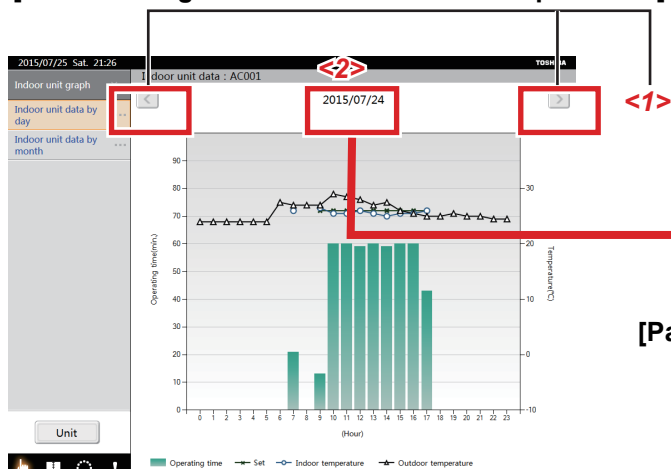 2015/07/25 Sat. 21:26
TOSHIBA
Indoor unit graph
Indoor unit data : AC001
<2>
<1>
Indoor unit data by day ...
Indoor unit data by month ...
<
2015/07/24
>
Operating time(min.)
90
80
70
60
50
40
30
20
10
0
30
20
10
0
-10
Temperature(℃)
0 1 2 3 4 5 6 7 8 9 10 11 12 13 14 15 16 17 18 19 20 21 22 23
(Hour)
[Pa
Unit
Operating time Set Indoor temperature Outdoor temperature